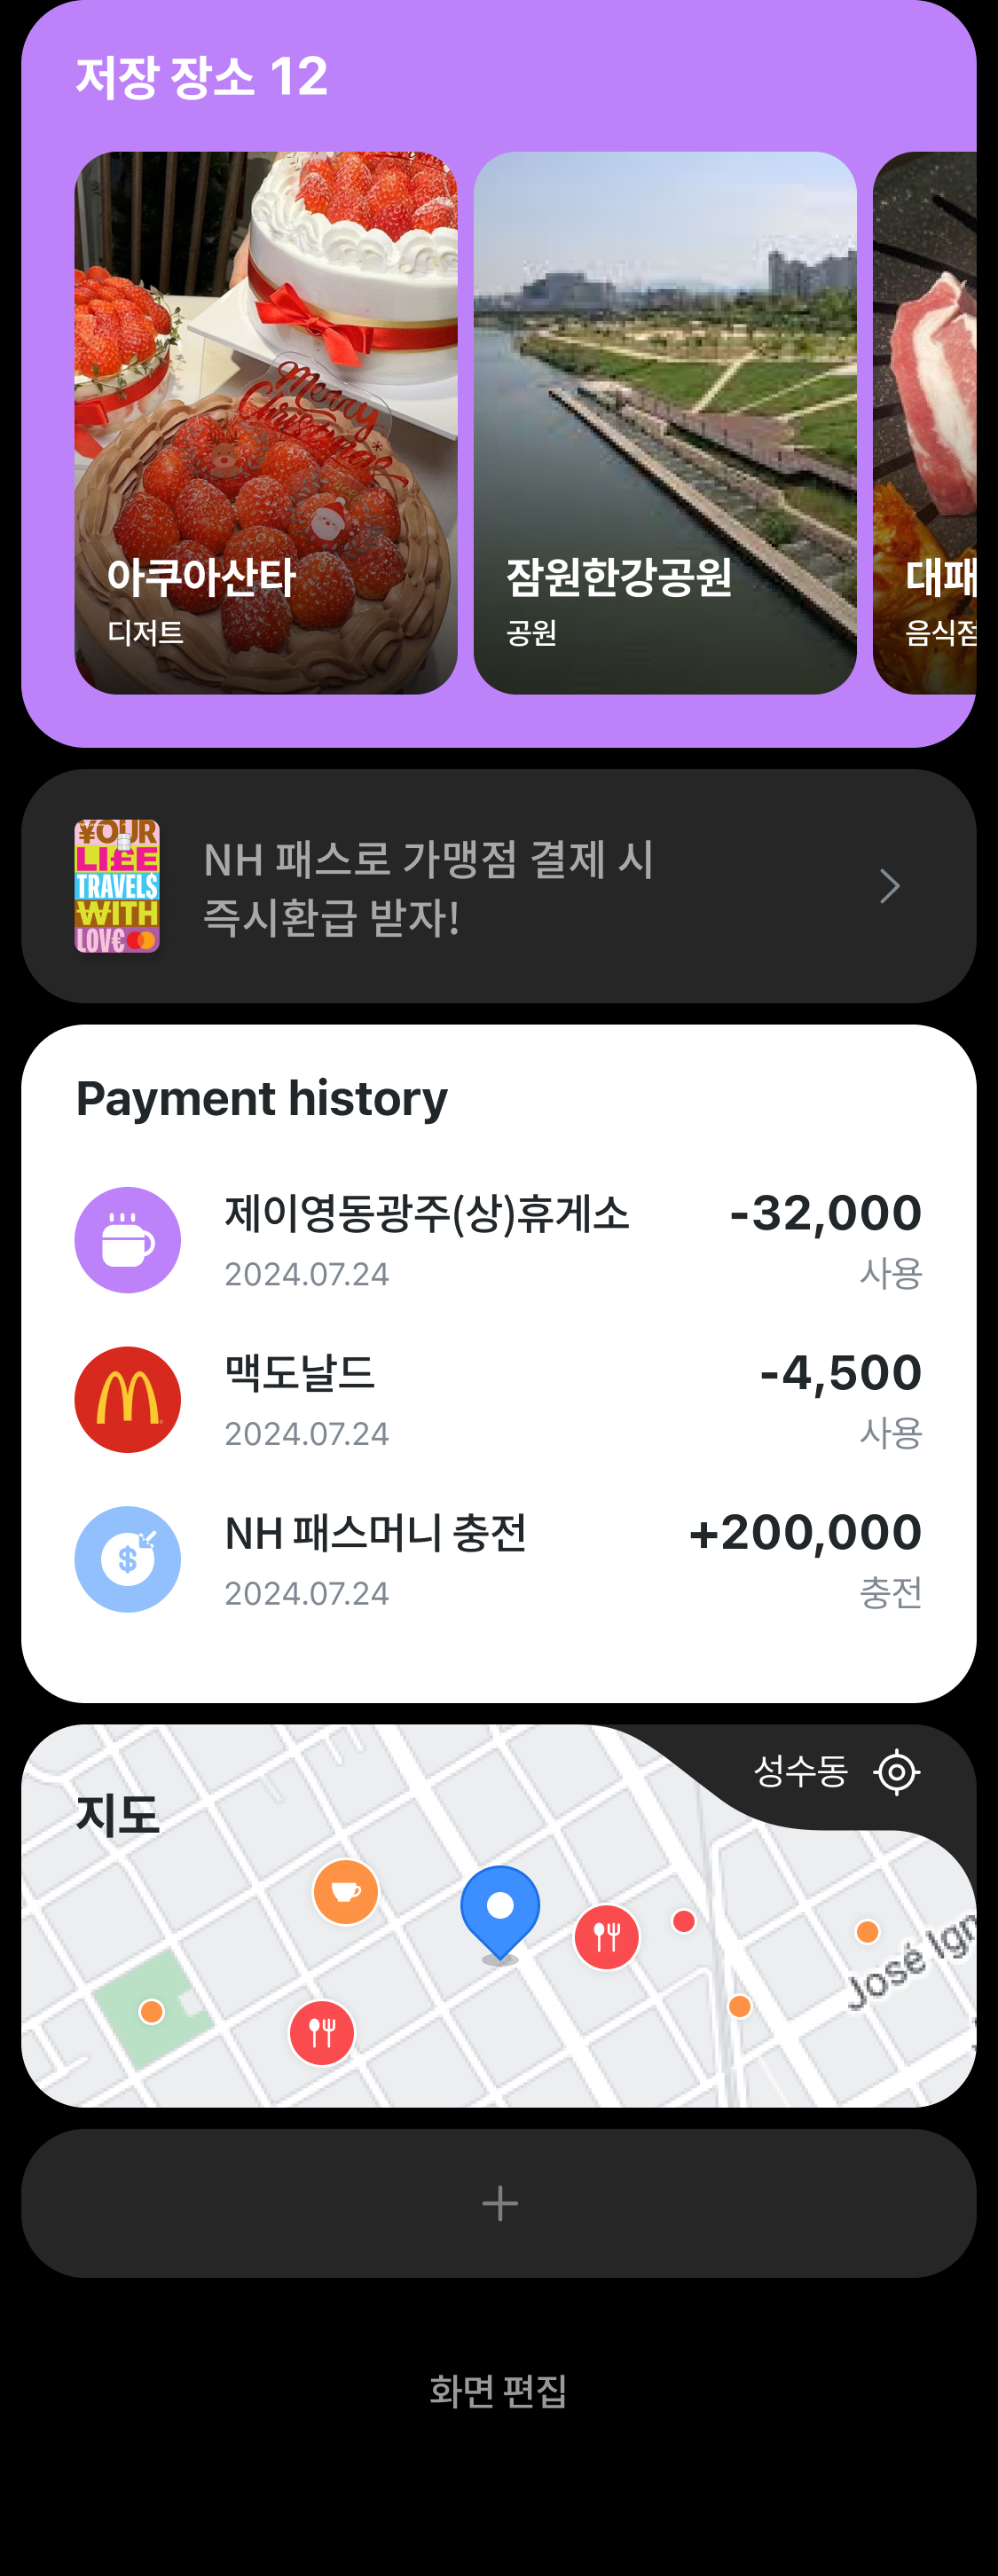 저장 장소 12
Merry
Christmas
아쿠아산타
디저트
잠원한강공원
공원
대패
음식점
¥OUR
LI££
TRAVEL$
WITH
LOV€
NH 패스로 가맹점 결제 시
즉시환급 받자!
Payment history
제이영동광주(상)휴게소
-32,000
2024.07.24
사용
맥도날드
-4,500
2024.07.24
사용
NH 패스머니 충전
+200,000
2024.07.24
충전
성수동
지도
José Ign
화면 편집